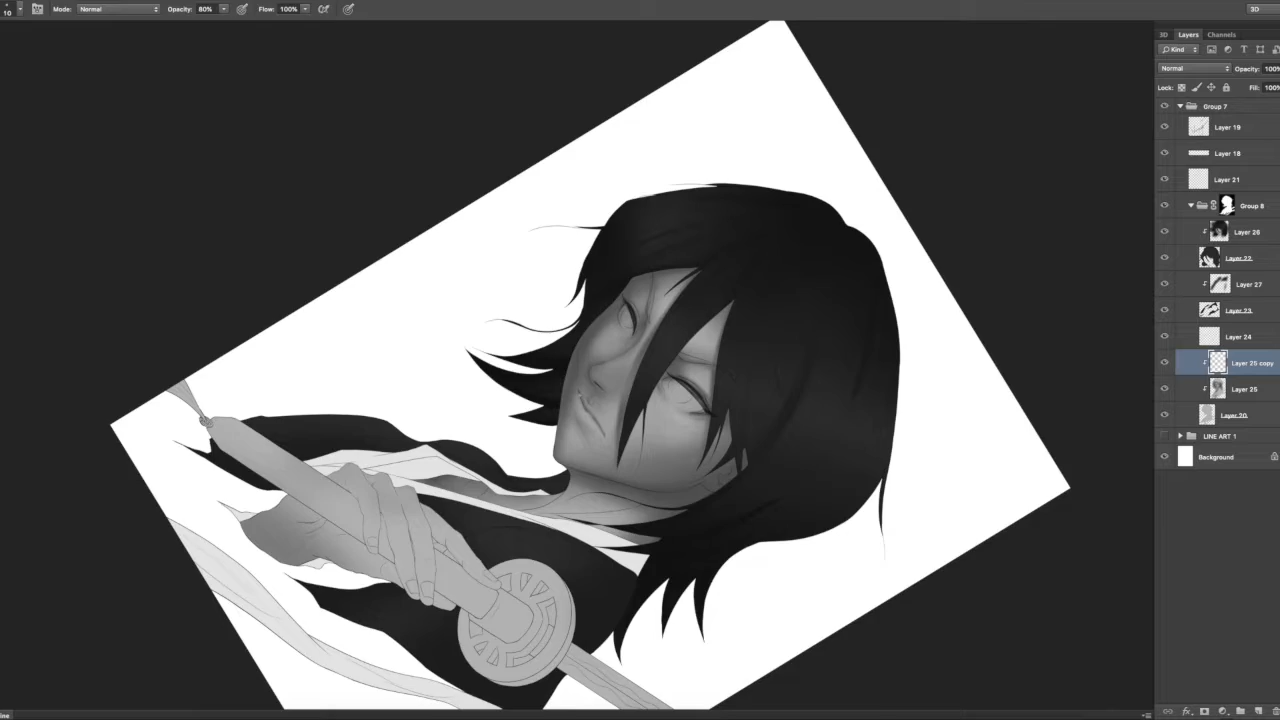 10 Mode: Normal Opacity: 80% Flow: 100% 3D
3D Layers Channels
Kind
Normal Opacity: 100%
Lock: Fill: 100%
Group 7
Layer 19
Layer 18
Layer 21
Group 8
Layer 26
Layer 22
Layer 27
Layer 23
Layer 24
Layer 25 copy
Layer 25
Layer 20
LINE ART 1
Background
fx